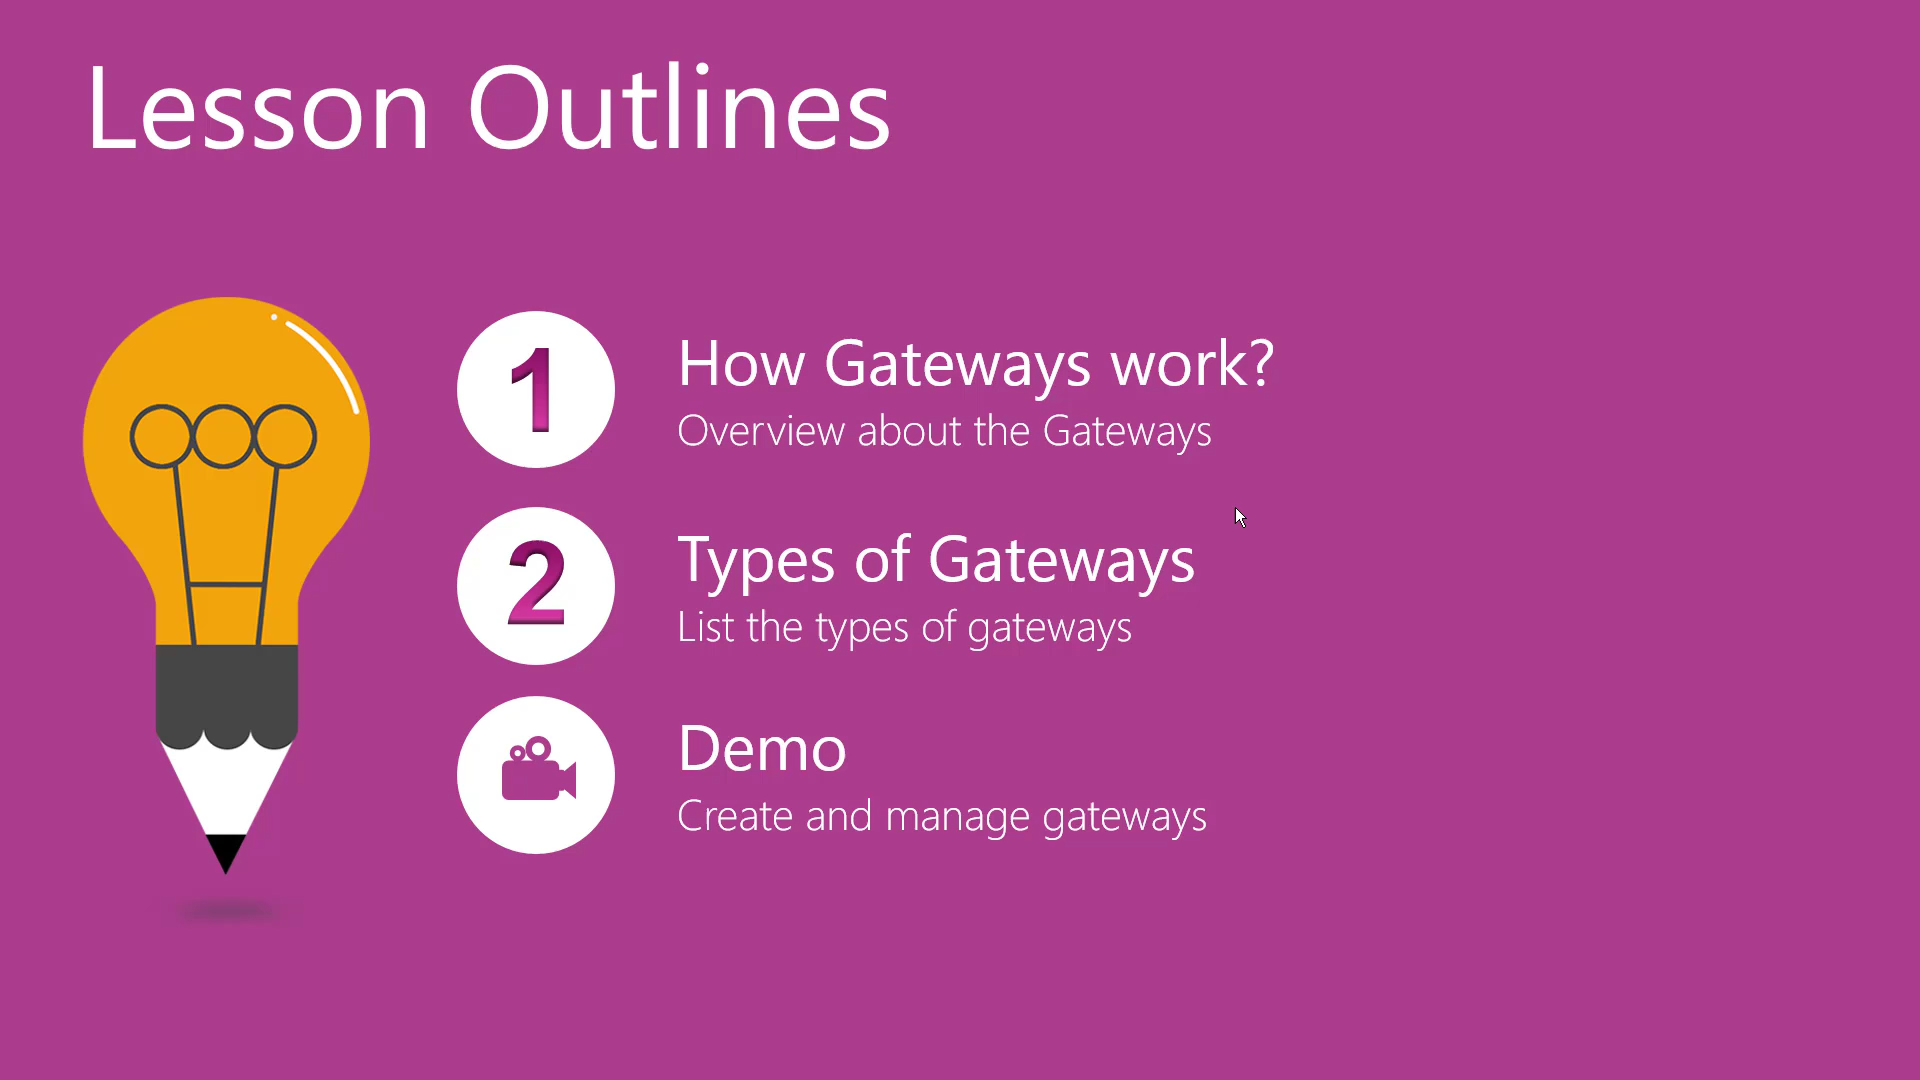 Lesson Outlines
1
How Gateways work?
Overview about the Gateways
2
Types of Gateways
List the types of gateways
Demo
Create and manage gateways